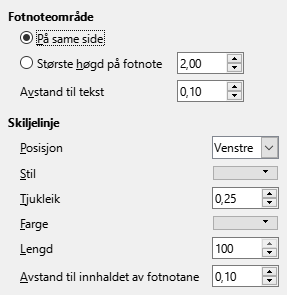 Fotnoteområde
På same side
Største høgd på fotnote 2,00
Avstand til tekst 0,10
Skiljelinje
Posisjon Venstre
Stil
Tjukleik 0,25
Farge
Lengd 100
Avstand til innhaldet av fotnotane 0,10